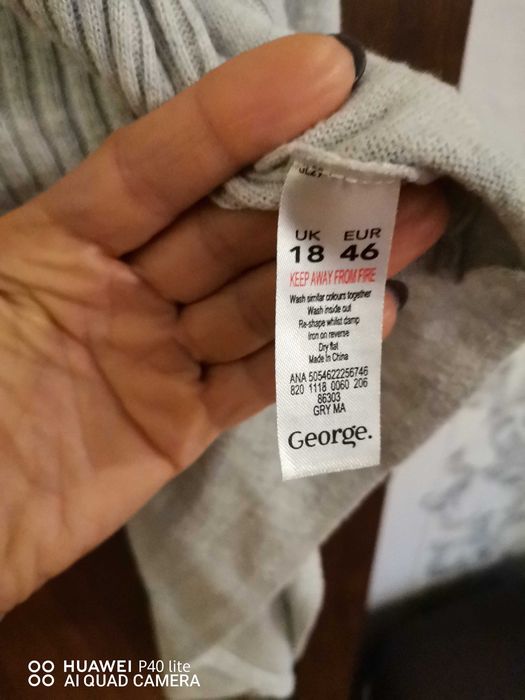 UK EUR
18 46
KEEP AWAY FROM FIRE
Wash similar colours together
Wash inside out
Re-shape whilst damp
Iron on reverse
Dry flat
Made in China
ANA 5054622256746
820 1118 0060 206
86303
GRY MA
George.
HUAWEI P40 lite
AI QUAD CAMERA